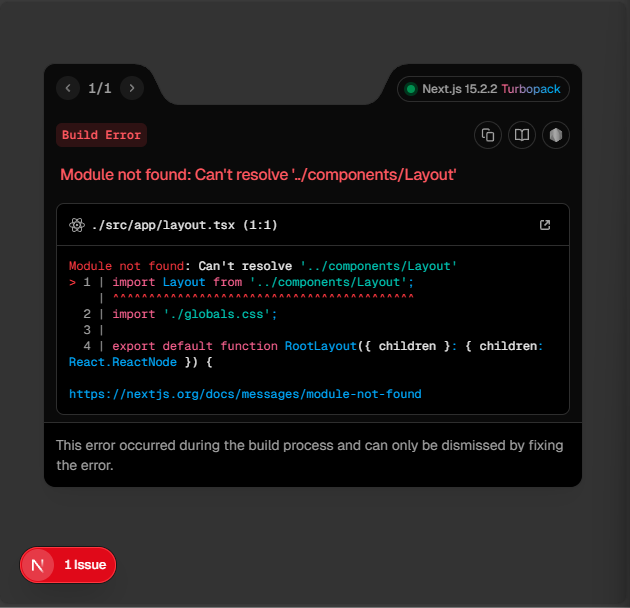 1/1
Next.js 15.2.2 Turbopack
Build Error
Module not found: Can't resolve '../components/Layout'
./src/app/layout.tsx (1:1)
Module not found: Can't resolve '../components/Layout'
> 1 | import Layout from '../components/Layout';
    | ^^^^^^^^^^^^^^^^^^^^^^^^^^^^^^^^^^^^^^^^^^
  2 | import './globals.css';
  3 |
  4 | export default function RootLayout({ children }: { children:
React.ReactNode }) {
https://nextjs.org/docs/messages/module-not-found
This error occurred during the build process and can only be dismissed by fixing
the error.
N 1 Issue